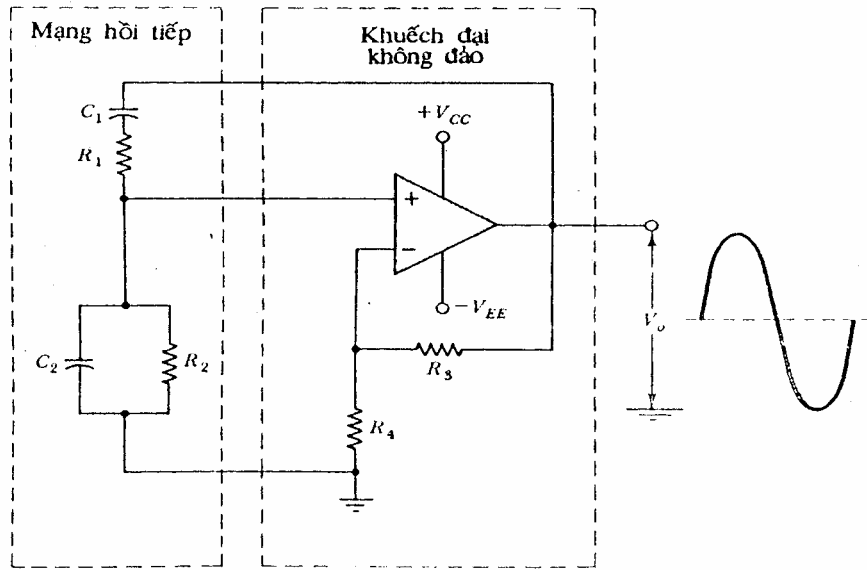 Mạng hồi tiếp
Khuếch đại
không đảo
C1
R1
+VCC
+
−
−VEE
C2
R2
R3
R4
Vo